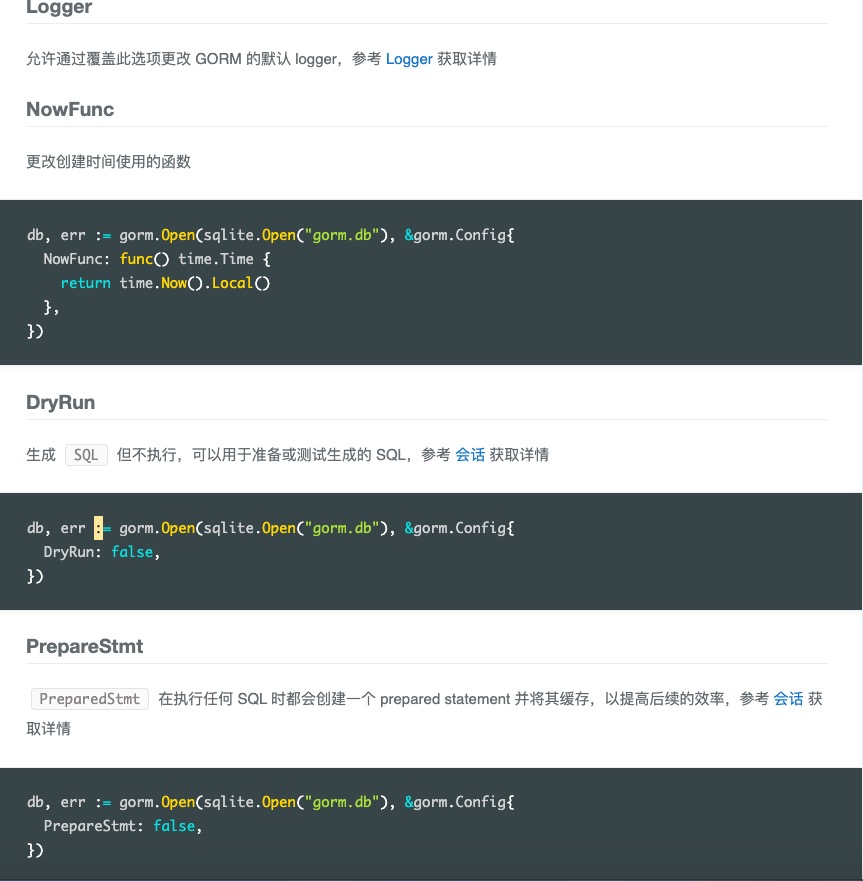 Logger
允许通过覆盖此选项更改 GORM 的默认 logger，参考 Logger 获取详情
NowFunc
更改创建时间使用的函数
db, err := gorm.Open(sqlite.Open("gorm.db"), &gorm.Config{
  NowFunc: func() time.Time {
    return time.Now().Local()
  },
})
DryRun
生成 SQL 但不执行，可以用于准备或测试生成的 SQL，参考 会话 获取详情
db, err := gorm.Open(sqlite.Open("gorm.db"), &gorm.Config{
  DryRun: false,
})
PrepareStmt
PreparedStmt 在执行任何 SQL 时都会创建一个 prepared statement 并将其缓存，以提高后续的效率，参考 会话 获
取详情
db, err := gorm.Open(sqlite.Open("gorm.db"), &gorm.Config{
  PrepareStmt: false,
})